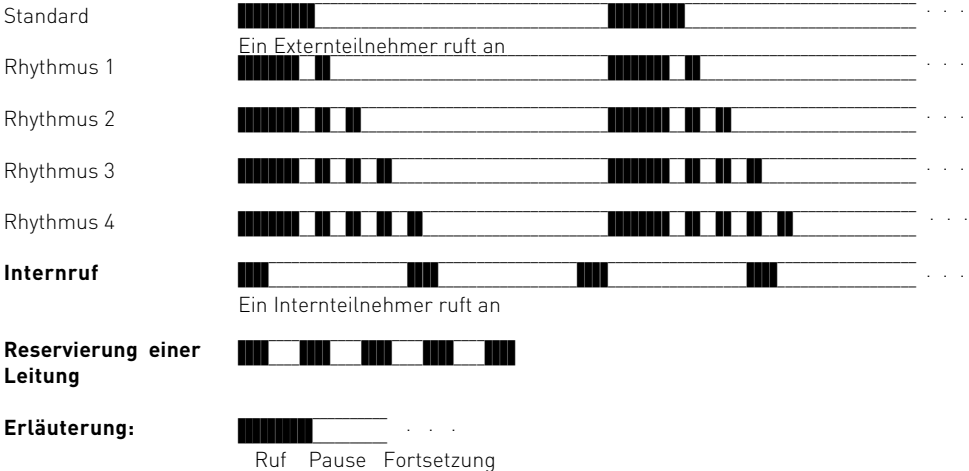 Standard
. . .
Ein Externteilnehmer ruft an
Rhythmus 1
. . .
Rhythmus 2
. . .
Rhythmus 3
. . .
Rhythmus 4
. . .
Internruf
. . .
Ein Internteilnehmer ruft an
Reservierung einer
Leitung
Erläuterung:
. . .
Ruf Pause Fortsetzung